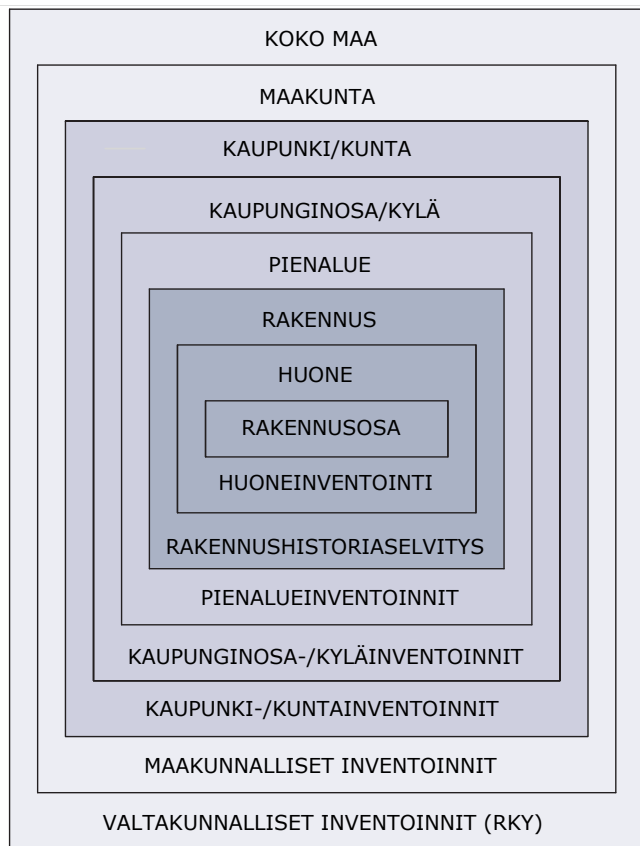 KOKO MAA
MAAKUNTA
KAUPUNKI/KUNTA
KAUPUNGINOSA/KYLÄ
PIENALUE
RAKENNUS
HUONE
RAKENNUSOSA
HUONEINVENTOINTI
RAKENNUSHISTORIASELVITYS
PIENALUEINVENTOINNIT
KAUPUNGINOSA-/KYLÄINVENTOINNIT
KAUPUNKI-/KUNTAINVENTOINNIT
MAAKUNNALLISET INVENTOINNIT
VALTAKUNNALLISET INVENTOINNIT (RKY)